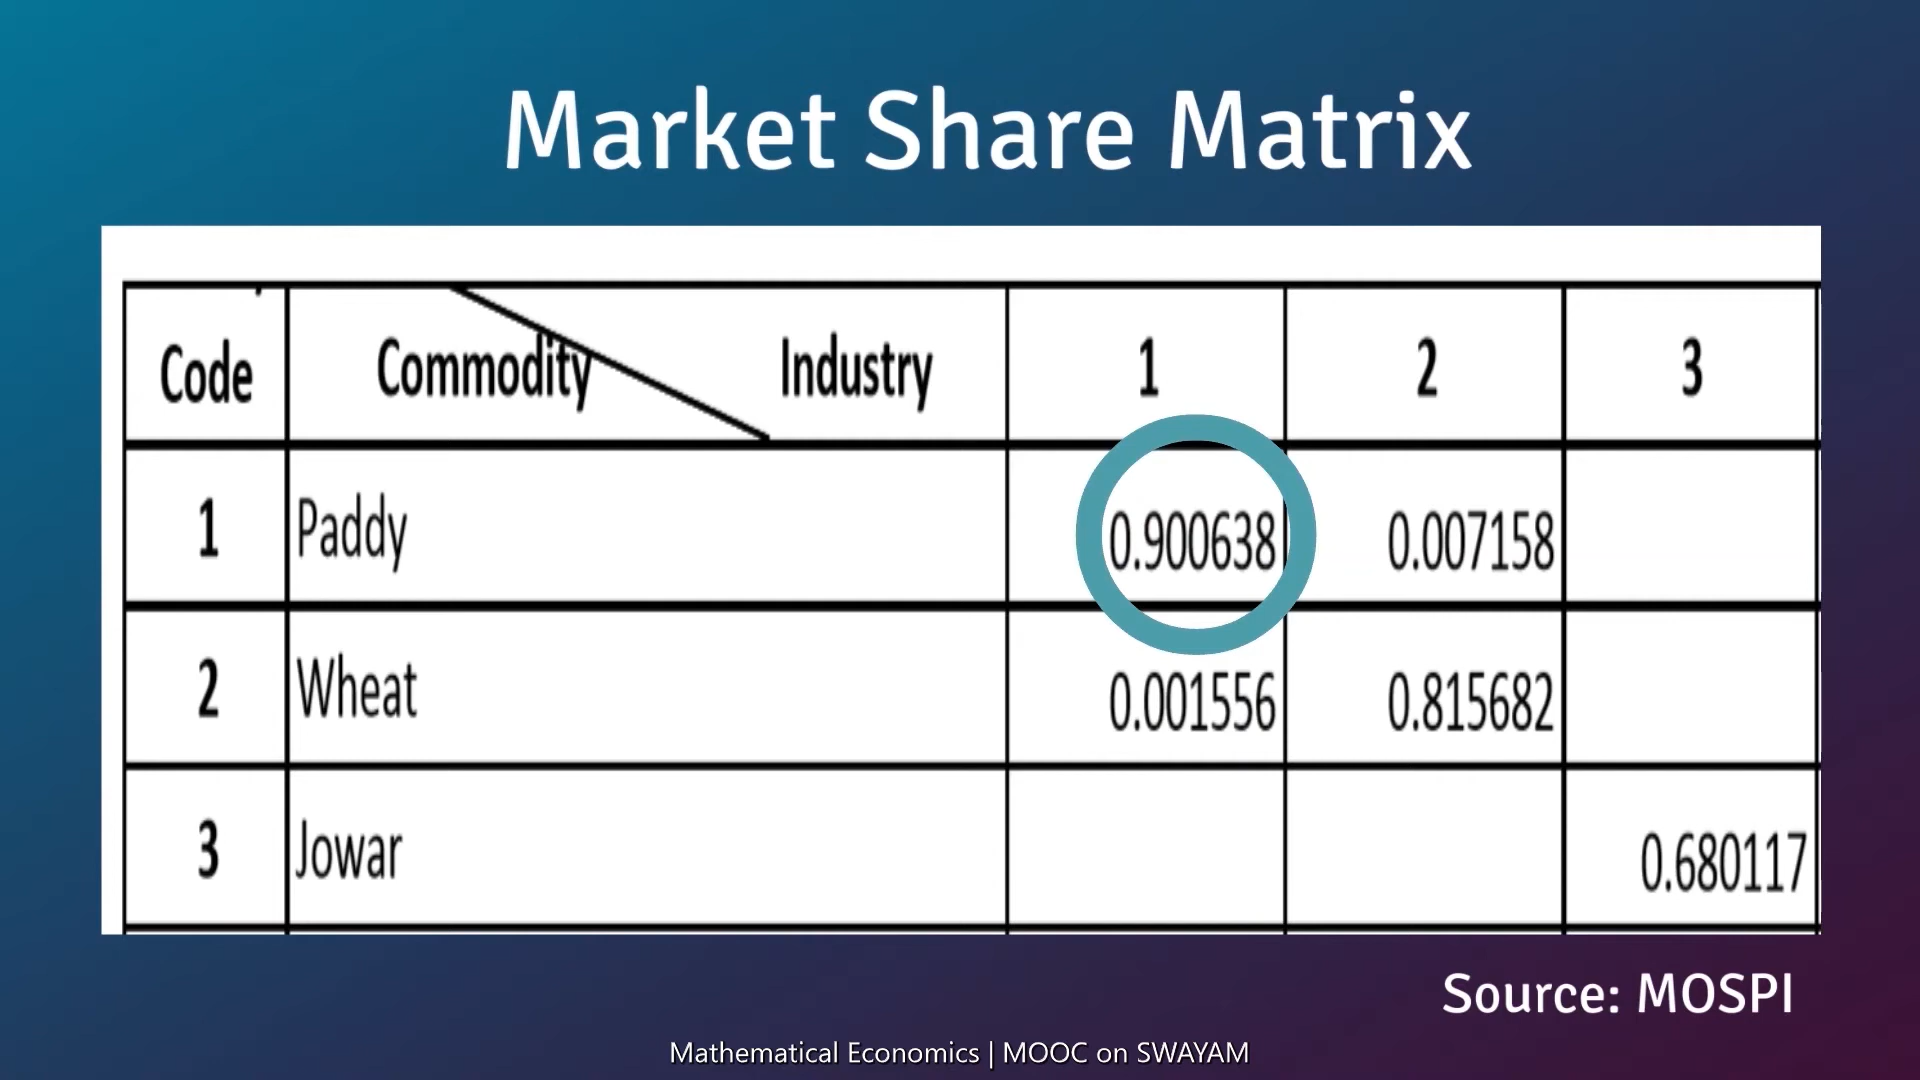 Market Share Matrix
Code Commodity Industry 1 2 3
1 Paddy 0.900638 0.007158
2 Wheat 0.001556 0.815682
3 Jowar 0.680117
Source: MOSPI
Mathematical Economics | MOOC on SWAYAM